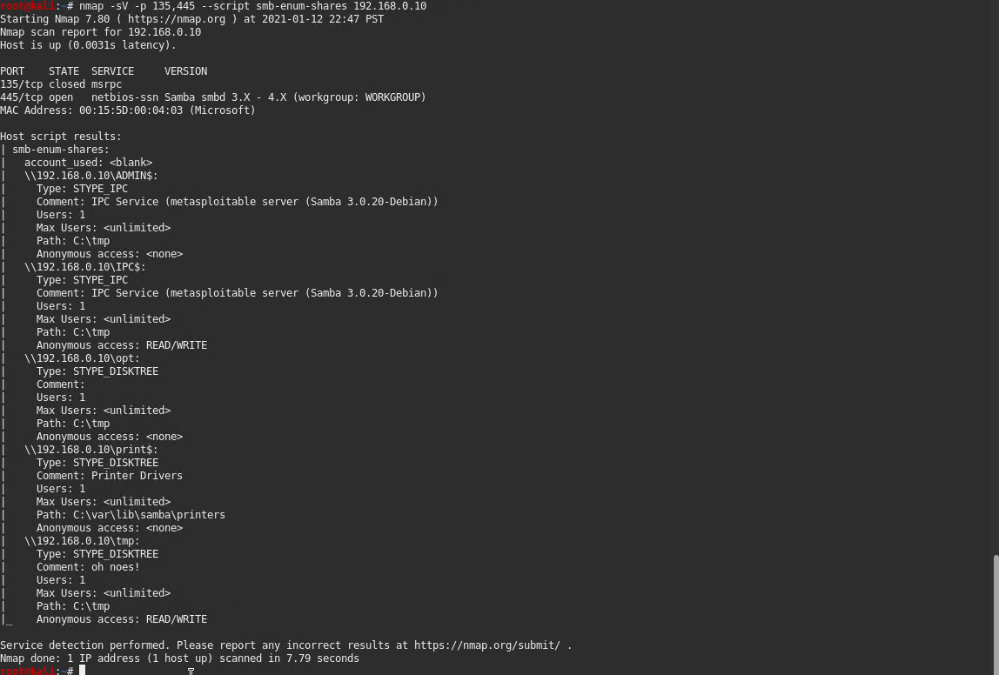 root@kali:~# nmap -sV -p 135,445 --script smb-enum-shares 192.168.0.10
Starting Nmap 7.80 ( https://nmap.org ) at 2021-01-12 22:47 PST
Nmap scan report for 192.168.0.10
Host is up (0.0031s latency).

PORT    STATE  SERVICE     VERSION
135/tcp closed msrpc
445/tcp open   netbios-ssn Samba smbd 3.X - 4.X (workgroup: WORKGROUP)
MAC Address: 00:15:5D:00:04:03 (Microsoft)

Host script results:
| smb-enum-shares:
|   account_used: <blank>
|   \\192.168.0.10\ADMIN$:
|     Type: STYPE_IPC
|     Comment: IPC Service (metasploitable server (Samba 3.0.20-Debian))
|     Users: 1
|     Max Users: <unlimited>
|     Path: C:\tmp
|     Anonymous access: <none>
|   \\192.168.0.10\IPC$:
|     Type: STYPE_IPC
|     Comment: IPC Service (metasploitable server (Samba 3.0.20-Debian))
|     Users: 1
|     Max Users: <unlimited>
|     Path: C:\tmp
|     Anonymous access: READ/WRITE
|   \\192.168.0.10\opt:
|     Type: STYPE_DISKTREE
|     Comment:
|     Users: 1
|     Max Users: <unlimited>
|     Path: C:\tmp
|     Anonymous access: <none>
|   \\192.168.0.10\print$:
|     Type: STYPE_DISKTREE
|     Comment: Printer Drivers
|     Users: 1
|     Max Users: <unlimited>
|     Path: C:\var\lib\samba\printers
|     Anonymous access: <none>
|   \\192.168.0.10\tmp:
|     Type: STYPE_DISKTREE
|     Comment: oh noes!
|     Users: 1
|     Max Users: <unlimited>
|     Path: C:\tmp
|_    Anonymous access: READ/WRITE

Service detection performed. Please report any incorrect results at https://nmap.org/submit/ .
Nmap done: 1 IP address (1 host up) scanned in 7.79 seconds
root@kali:~#